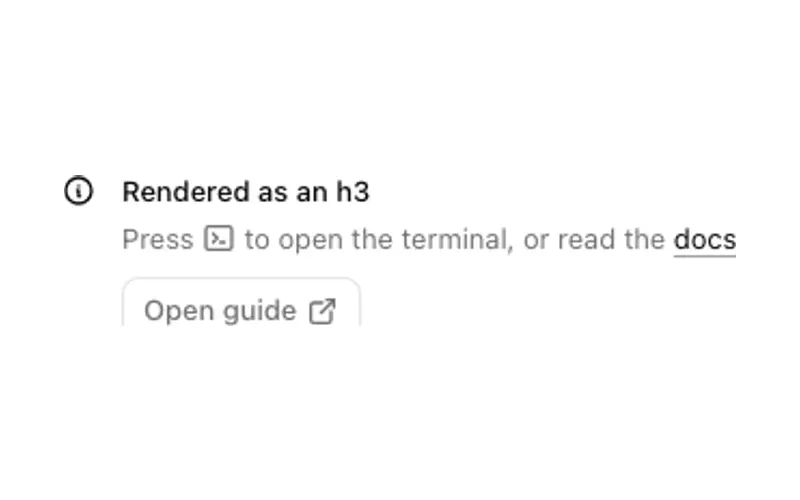 Rendered as an h3
Press to open the terminal, or read the docs
Open guide